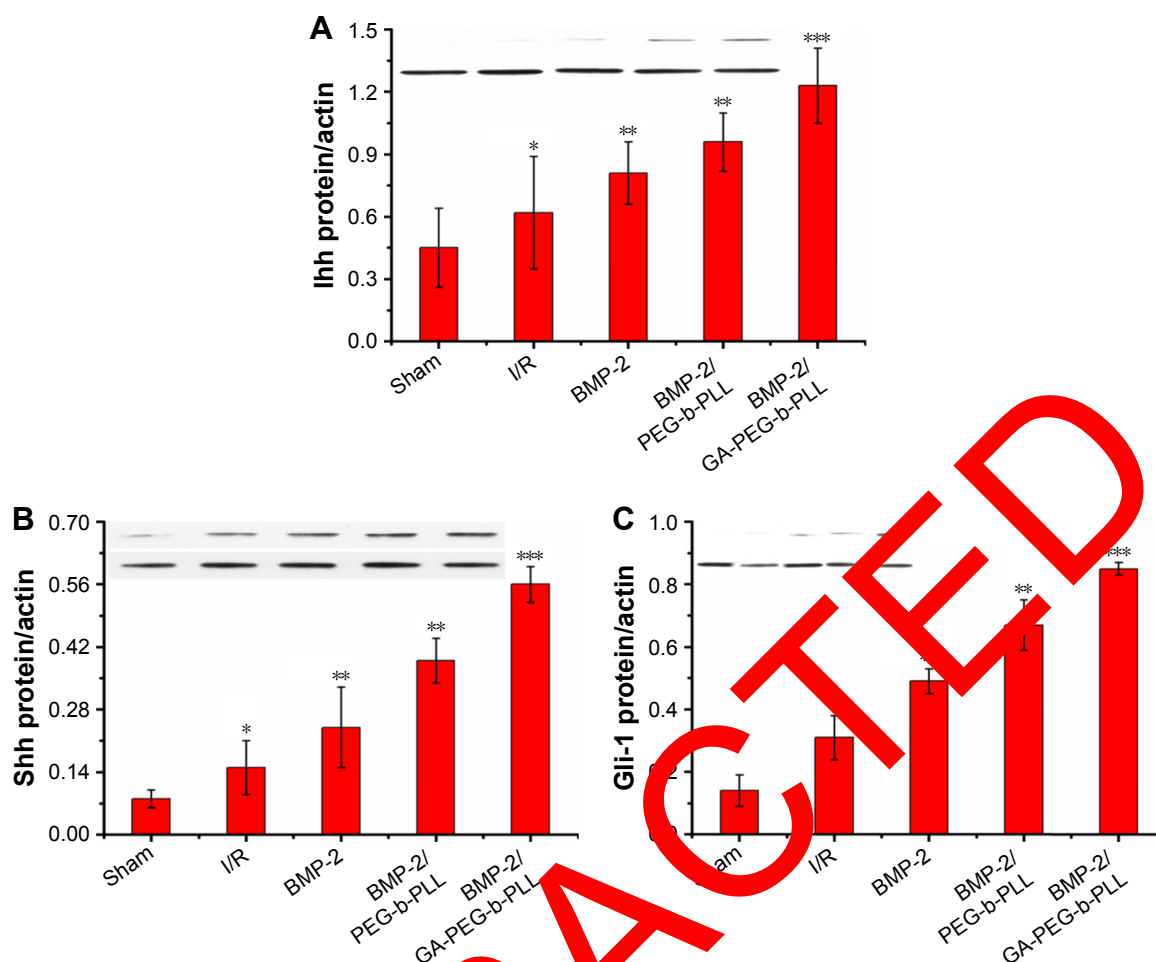 A
1.5
1.2
0.9
0.6
0.3
0.0
Ihh protein/actin
*
**
**
***
Sham
I/R
BMP-2
BMP-2/
PEG-b-PLL
BMP-2/
GA-PEG-b-PLL
B
0.70
0.56
0.42
0.28
0.14
0.00
Shh protein/actin
*
**
**
***
Sham
I/R
BMP-2
BMP-2/
PEG-b-PLL
BMP-2/
GA-PEG-b-PLL
C
1.0
0.8
0.6
0.4
Gli-1 protein/actin
**
***
I/R
BMP-2
BMP-2/
PEG-b-PLL
BMP-2/
GA-PEG-b-PLL
ACTED